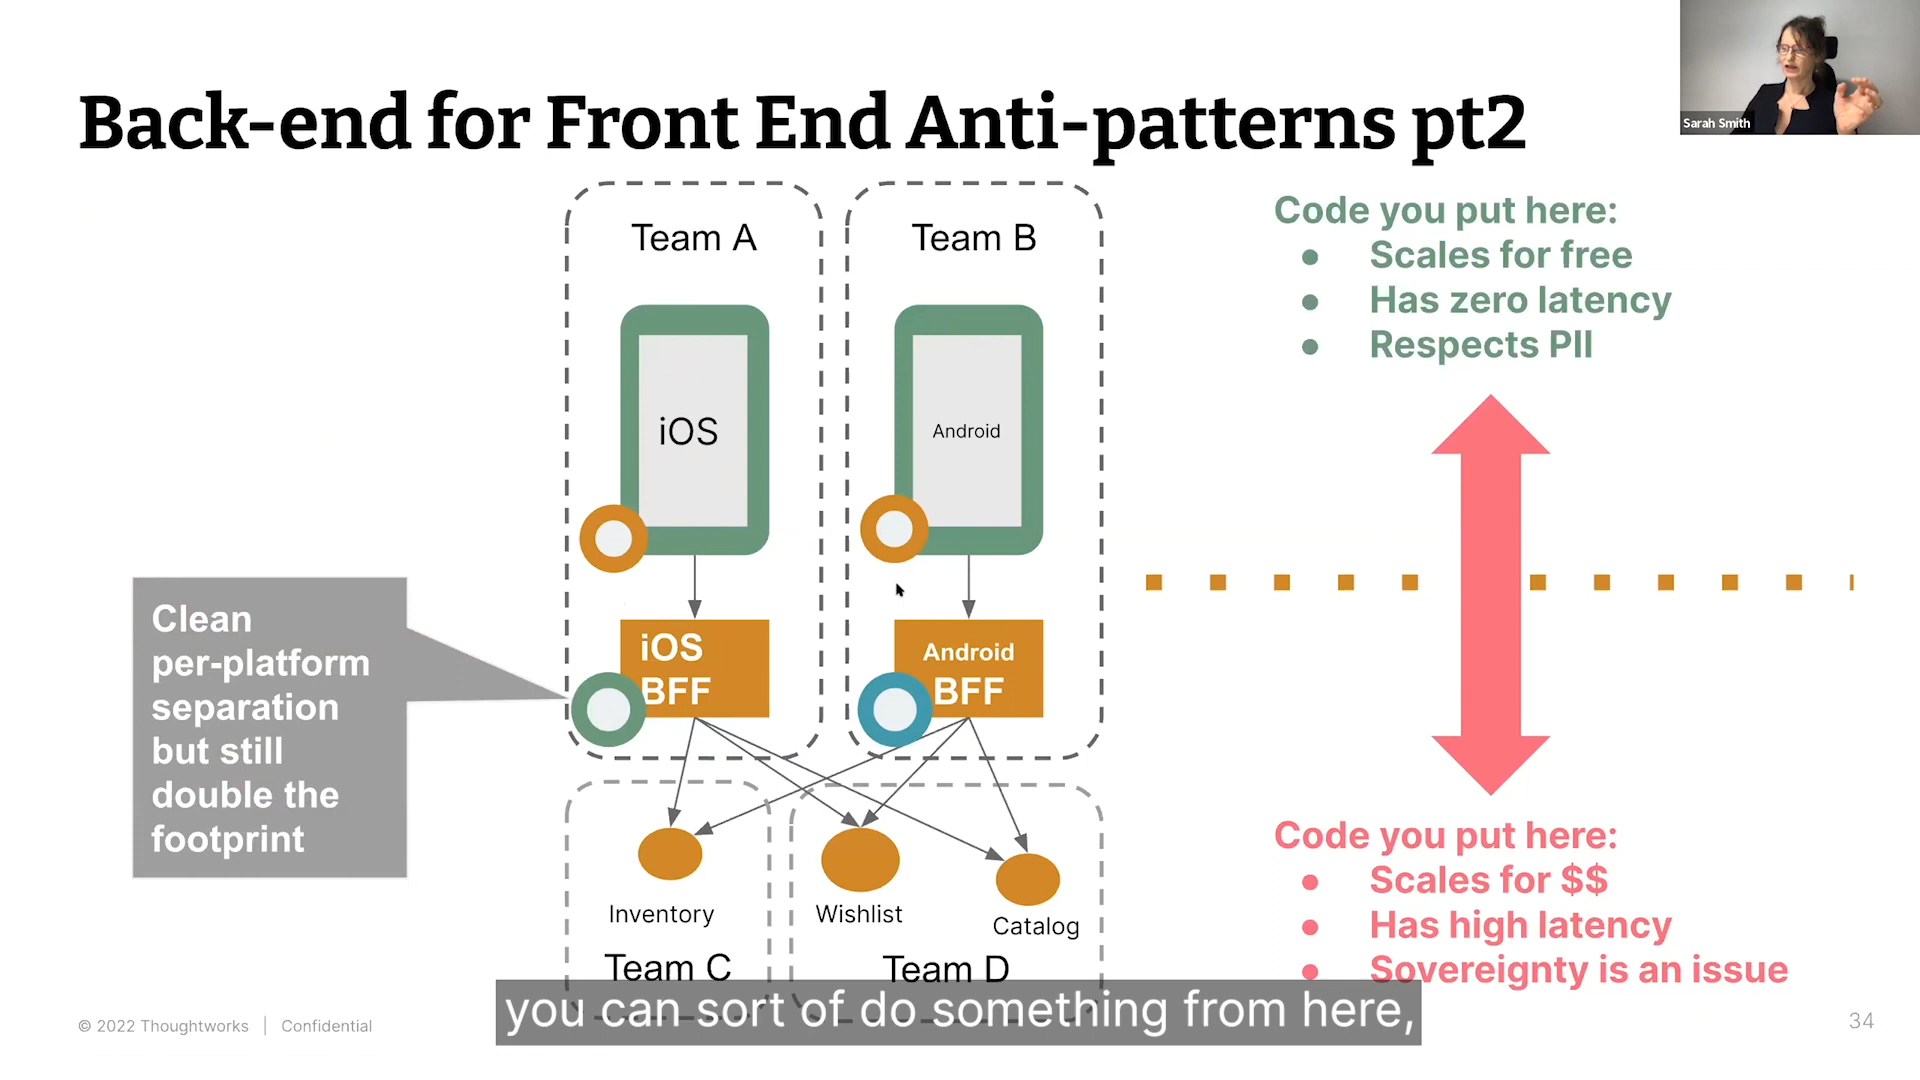 Back-end for Front End Anti-patterns pt2
Sarah Smith
Team A
Team B
iOS
Android
iOS
BFF
Android
BFF
Clean
per-platform
separation
but still
double the
footprint
Inventory
Wishlist
Catalog
Team C
Team D
Code you put here:
● Scales for free
● Has zero latency
● Respects PII
Code you put here:
● Scales for $$
● Has high latency
● Sovereignty is an issue
you can sort of do something from here,
© 2022 Thoughtworks | Confidential
34